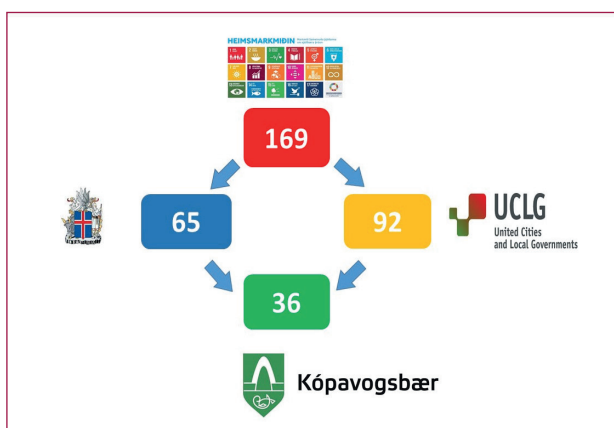 HEIMSMARKMIÐIN
169
65
92
UCLG
United Cities
and Local Governments
36
Kópavogsbær